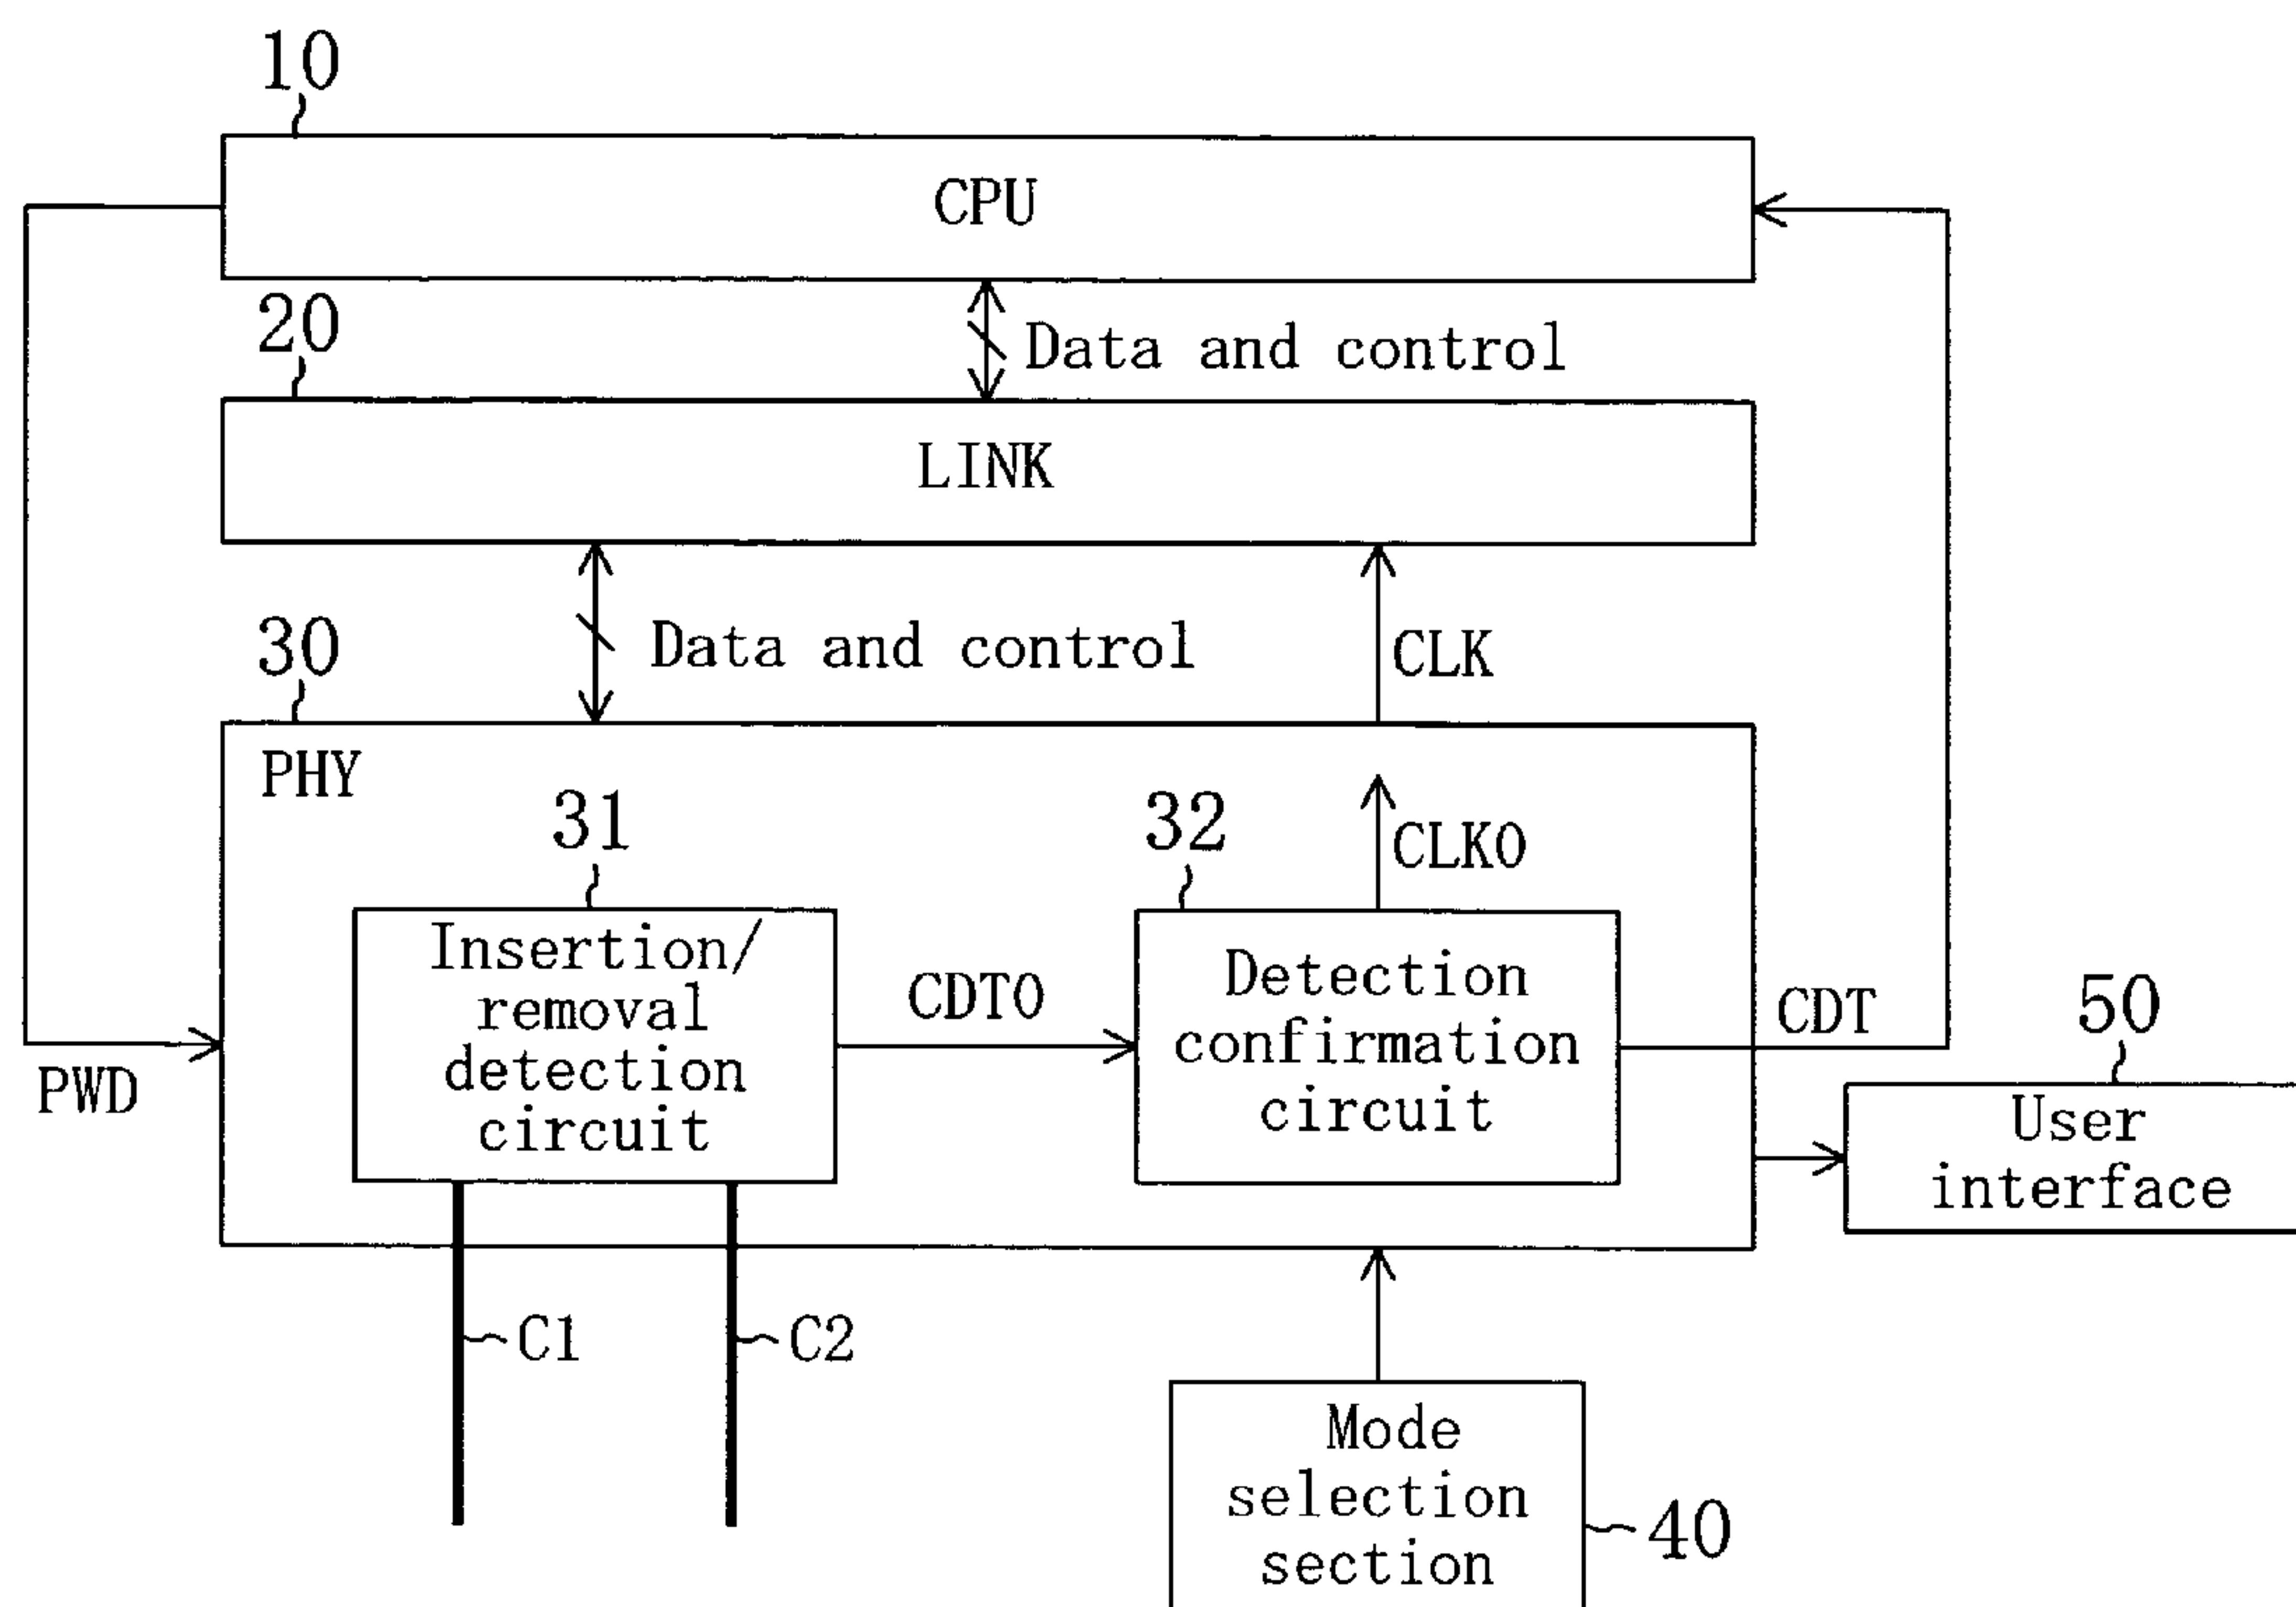 10
CPU
20
Data and control
LINK
30
Data and control
CLK
PHY
31
32
CLK0
Insertion/
removal
detection
circuit
CDT0
Detection
confirmation
circuit
CDT
50
User
interface
PWD
C1
C2
Mode
selection
section
40